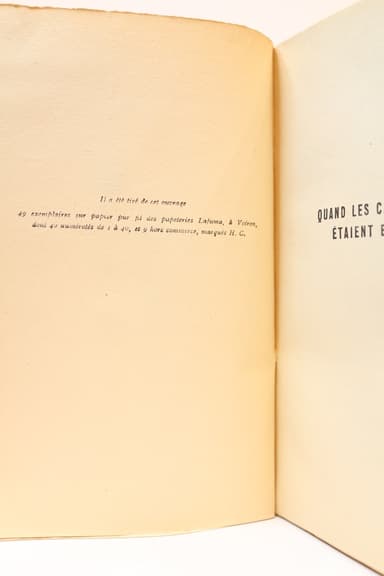 Il a été tiré de cet ouvrage
49 exemplaires sur papier pur fil des papeteries Lafuma, à Voiron,
dont 40 numérotés de 1 à 40, et 9 hors commerce, marqués H. C.
QUAND LES C
ÉTAIENT E